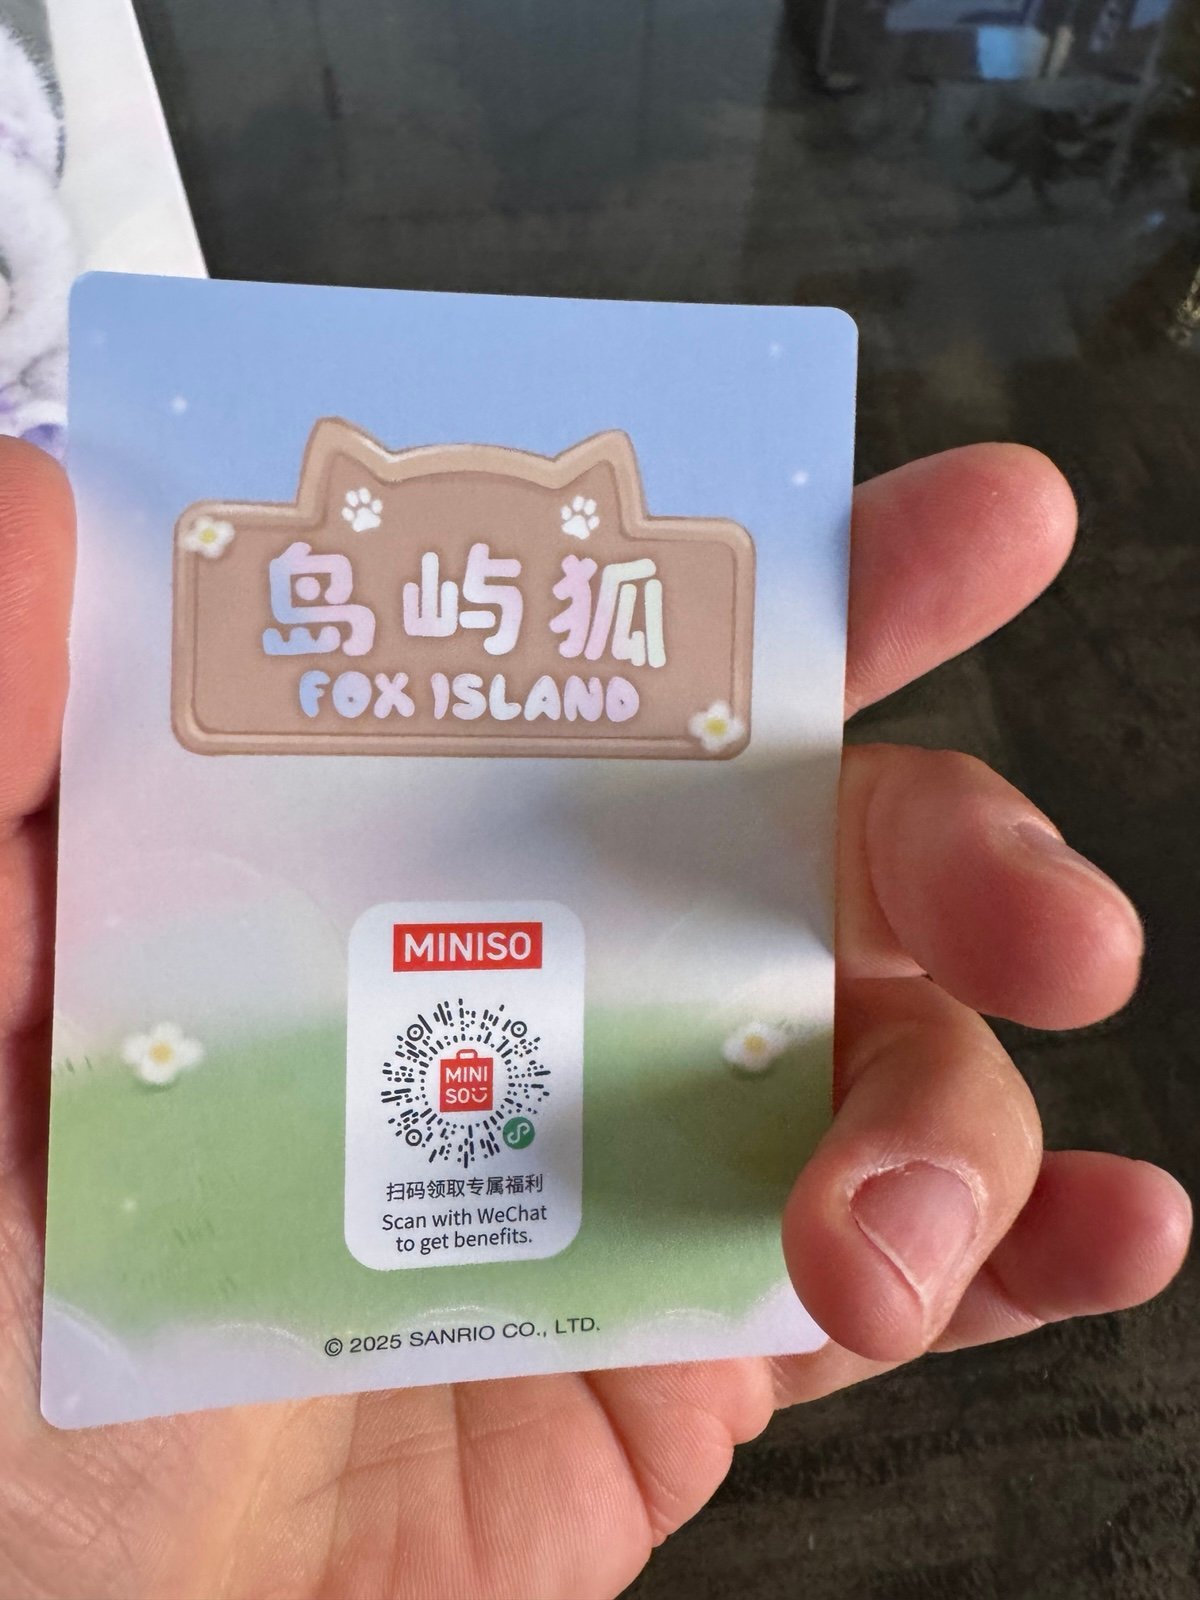 岛屿狐
FOX ISLAND
MINISO
MINI
SO
扫码领取专属福利
Scan with WeChat
to get benefits.
© 2025 SANRIO CO., LTD.